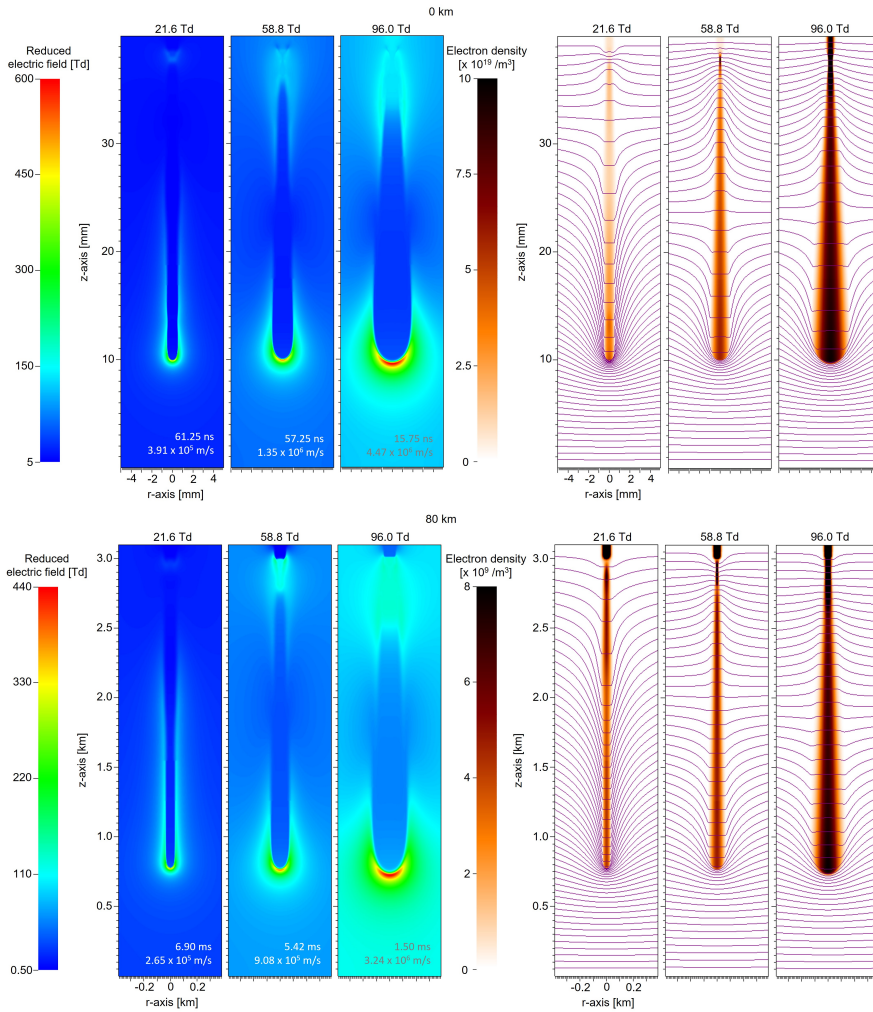 0 km
21.6 Td
58.8 Td
96.0 Td
21.6 Td
58.8 Td
96.0 Td
Reduced
electric field [Td]
600
450
300
150
5
z-axis [mm]
30
20
10
61.25 ns
3.91 x 10⁵ m/s
57.25 ns
1.35 x 10⁶ m/s
15.75 ns
4.47 x 10⁶ m/s
-4 -2 0 2 4
r-axis [mm]
Electron density
[x 10¹⁹ /m³]
10
7.5
5
2.5
0
z-axis [mm]
30
20
10
-4 -2 0 2 4
r-axis [mm]
80 km
21.6 Td
58.8 Td
96.0 Td
21.6 Td
58.8 Td
96.0 Td
Reduced
electric field [Td]
440
330
220
110
0.50
z-axis [km]
3.0
2.5
2.0
1.5
1.0
0.5
6.90 ms
2.65 x 10⁵ m/s
5.42 ms
9.08 x 10⁵ m/s
1.50 ms
3.24 x 10⁶ m/s
-0.2 0 0.2
r-axis [km]
Electron density
[x 10⁹ /m³]
8
6
4
2
0
z-axis [km]
3.0
2.5
2.0
1.5
1.0
0.5
-0.2 0 0.2
r-axis [km]